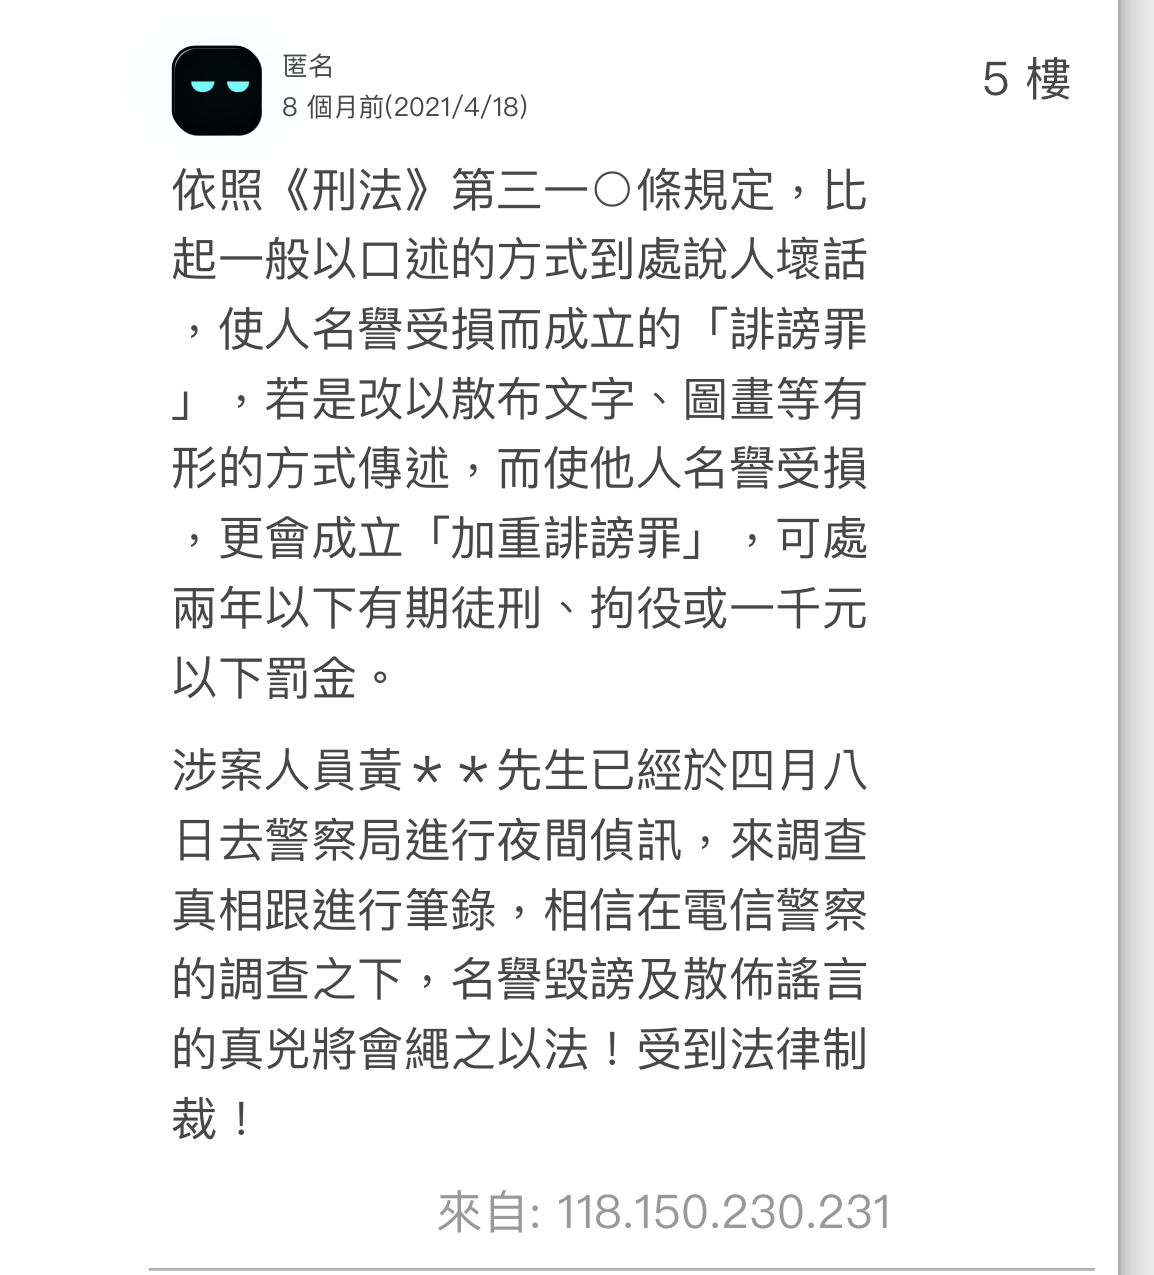 匿名
8 個月前(2021/4/18)
5 樓
依照《刑法》第三一○條規定，比
起一般以口述的方式到處說人壞話
，使人名譽受損而成立的「誹謗罪
」，若是改以散布文字、圖畫等有
形的方式傳述，而使他人名譽受損
，更會成立「加重誹謗罪」，可處
兩年以下有期徒刑、拘役或一千元
以下罰金。
涉案人員黃＊＊先生已經於四月八
日去警察局進行夜間偵訊，來調查
真相跟進行筆錄，相信在電信警察
的調查之下，名譽毀謗及散佈謠言
的真兇將會繩之以法！受到法律制
裁！
來自: 118.150.230.231